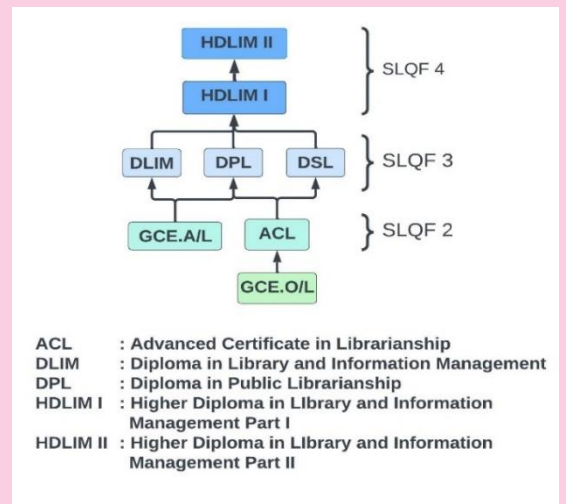 HDLIM II
SLQF 4
HDLIM I
DLIM DPL DSL SLQF 3
GCE.A/L ACL SLQF 2
GCE.O/L
ACL : Advanced Certificate in Librarianship
DLIM : Diploma in Library and Information Management
DPL : Diploma in Public Librarianship
HDLIM I : Higher Diploma in LIbrary and Information
Management Part I
HDLIM II : Higher Diploma in LIbrary and Information
Management Part II